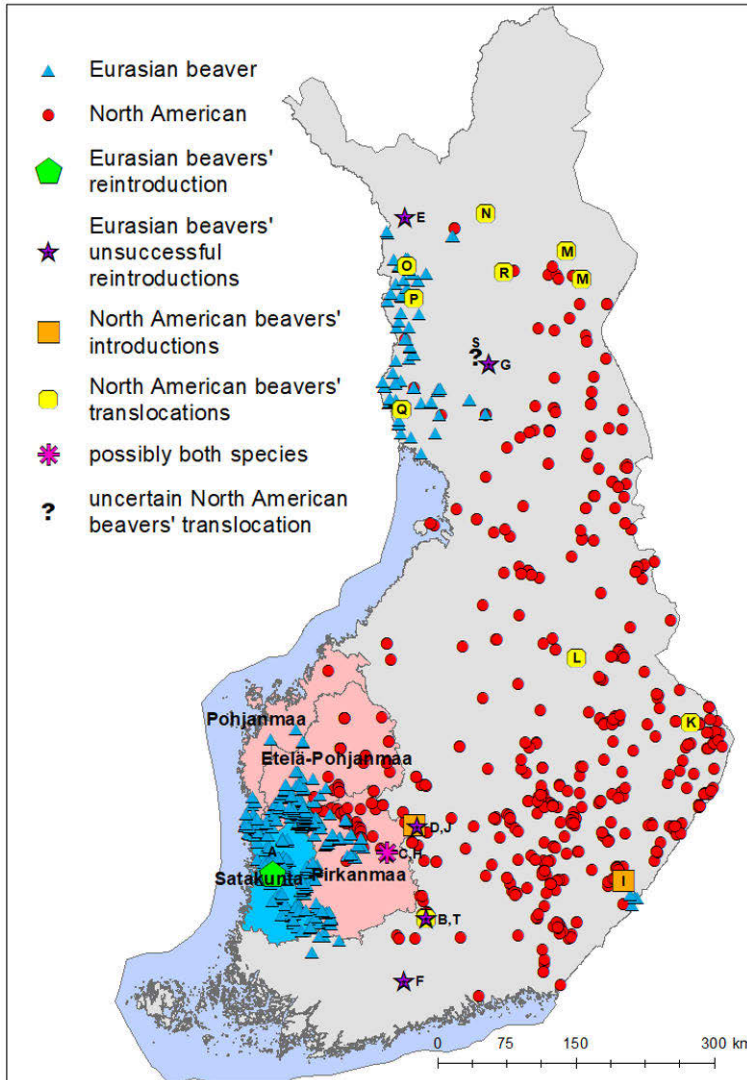 Eurasian beaver
North American
Eurasian beavers'
reintroduction
Eurasian beavers'
unsuccessful
reintroductions
North American beavers'
introductions
North American beavers'
translocations
possibly both species
? uncertain North American
beavers' translocation
E
N
M
O
R
M
P
S
?
G
Q
L
K
Pohjanmaa
Etelä-Pohjanmaa
D,J
A
C,H
Satakunta
Pirkanmaa
I
B,T
F
0 75 150 300 km